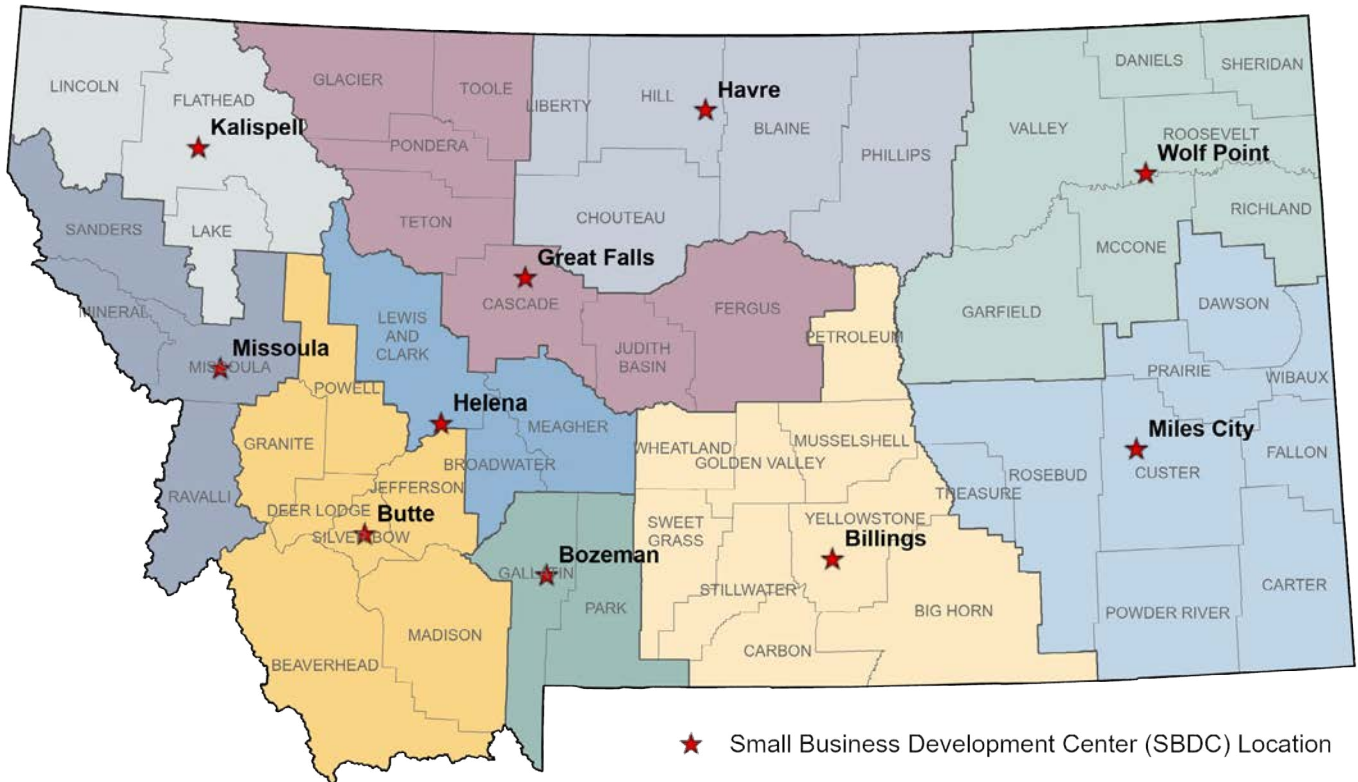 DANIELS
SHERIDAN
LINCOLN
FLATHEAD
GLACIER
TOOLE
LIBERTY
HILL
Havre
BLAINE
VALLEY
ROOSEVELT
Kalispell
PONDERA
PHILLIPS
Wolf Point
SANDERS
LAKE
TETON
CHOUTEAU
RICHLAND
MCCONE
Great Falls
CASCADE
FERGUS
GARFIELD
DAWSON
MINERAL
LEWIS
AND
CLARK
JUDITH
BASIN
PETROLEUM
Missoula
MISSOULA
PRAIRIE
WIBAUX
POWELL
Helena
MEAGHER
Miles City
GRANITE
BROADWATER
WHEATLAND
GOLDEN VALLEY
MUSSELSHELL
CUSTER
FALLON
RAVALLI
JEFFERSON
ROSEBUD
TREASURE
DEER LODGE
Butte
SILVER BOW
SWEET
GRASS
YELLOWSTONE
Billings
Bozeman
GALLATIN
STILLWATER
PARK
BIG HORN
POWDER RIVER
CARTER
MADISON
BEAVERHEAD
CARBON
Small Business Development Center (SBDC) Location